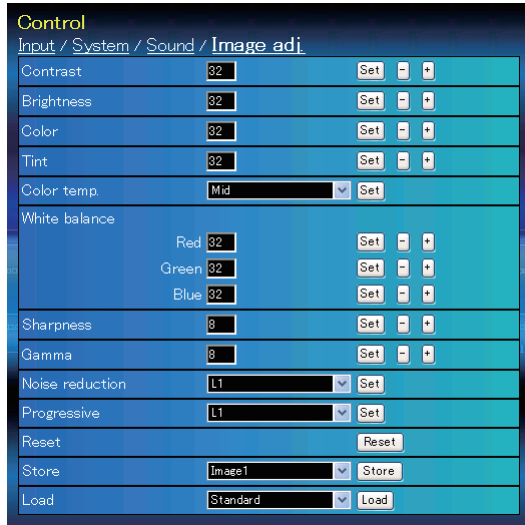 Control
Input / System / Sound / Image adj.
Contrast 32 Set - +
Brightness 32 Set - +
Color 32 Set - +
Tint 32 Set - +
Color temp. Mid Set
White balance
Red 32 Set - +
Green 32 Set - +
Blue 32 Set - +
Sharpness 8 Set - +
Gamma 8 Set - +
Noise reduction L1 Set
Progressive L1 Set
Reset Reset
Store Image1 Store
Load Standard Load